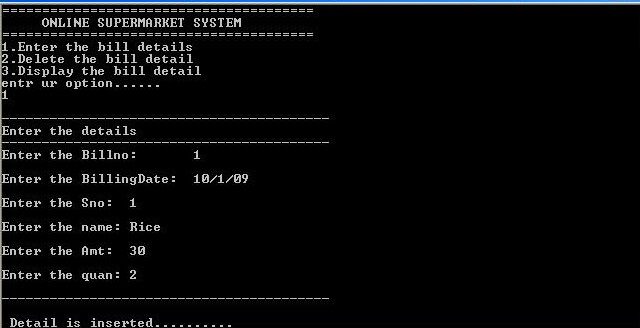 =======================================
     ONLINE SUPERMARKET SYSTEM
=======================================
1.Enter the bill details
2.Delete the bill detail
3.Display the bill detail
entr ur option......
1
-----------------------------------------
Enter the details
-----------------------------------------
Enter the Billno:       1
Enter the BillingDate:  10/1/09
Enter the Sno:  1
Enter the name: Rice
Enter the Amt:  30
Enter the quan: 2
-----------------------------------------
 Detail is inserted..........